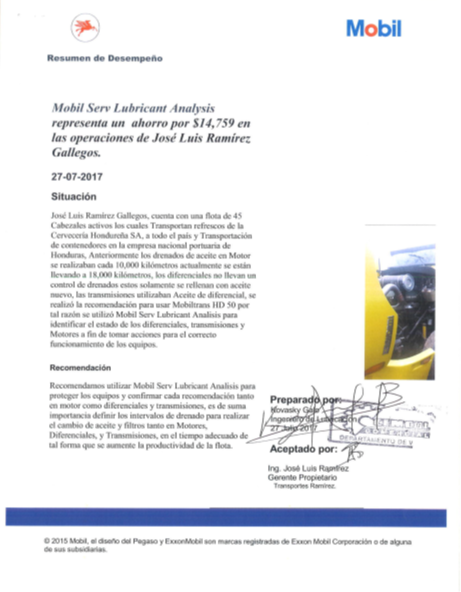 Mobil
Resumen de Desempeño
Mobil Serv Lubricant Analysis
representa un ahorro por $14,759 en
las operaciones de José Luis Ramírez
Gallegos.
27-07-2017
Situación
José Luis Ramírez Gallegos, cuenta con una flota de 45
Cabezales activos los cuales Transportan refrescos de la
Cervecería Hondureña SA, a todo el país y Transportación
de contenedores en la empresa nacional portuaria de
Honduras, Anteriormente los drenados de aceite en Motor
se realizaban cada 10,000 kilómetros actualmente se están
llevando a 18,000 kilómetros, los diferenciales no llevan un
control de drenados estos solamente se rellenan con aceite
nuevo, las transmisiones utilizaban Aceite de diferencial, se
realizó la recomendación para usar Mobiltrans HD 50 por
tal razón se utilizó Mobil Serv Lubricant Analisis para
identificar el estado de los diferenciales, transmisiones y
Motores a fin de tomar acciones para el correcto
funcionamiento de los equipos.
Recomendación
Recomendamos utilizar Mobil Serv Lubricant Analisis para
proteger los equipos y confirmar cada recomendación tanto
en motor como diferenciales y transmisiones, es de suma
importancia definir los intervalos de drenado para realizar
el cambio de aceite y filtros tanto en Motores,
Diferenciales, y Transmisiones, en el tiempo adecuado de
tal forma que se aumente la productividad de la flota.
Preparado por:
Kovasky
Ingeniero de Lubricación
27 Julio 2017
DEPARTAMENTO DE
Aceptado por:
Ing. José Luis Ramírez
Gerente Propietario
Transportes Ramírez.
© 2015 Mobil, el diseño del Pegaso y ExxonMobil son marcas registradas de Exxon Mobil Corporación o de alguna
de sus subsidiarias.